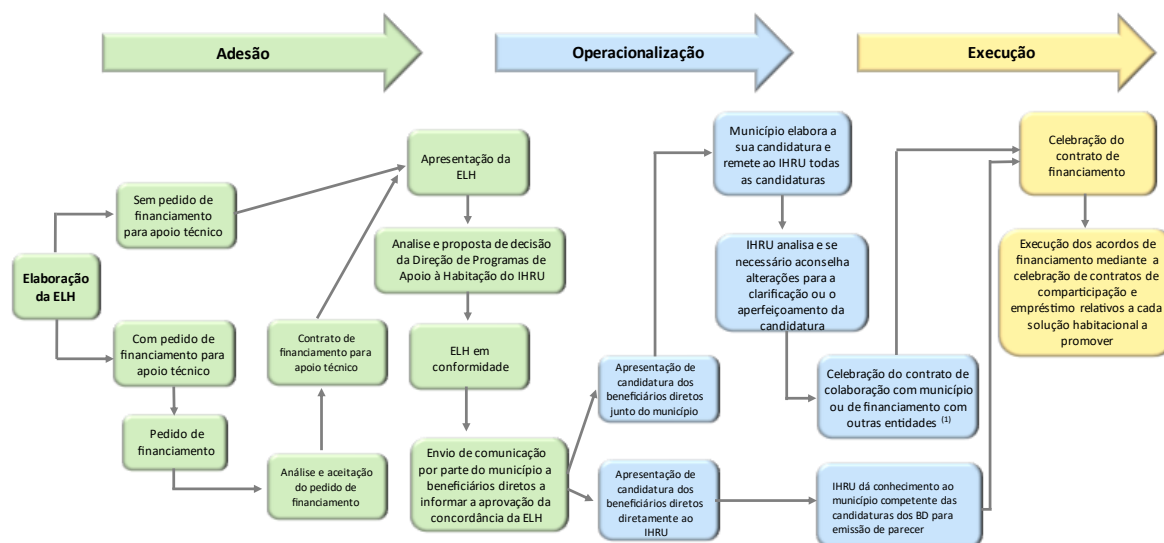 Adesão
Operacionalização
Execução
Elaboração
da ELH
Sem pedido de
financiamento
para apoio técnico
Com pedido de
financiamento para
apoio técnico
Pedido de
financiamento
Análise e aceitação
do pedido de
financiamento
Contrato de
financiamento para
apoio técnico
Apresentação da
ELH
Analise e proposta de decisão
da Direção de Programas de
Apoio à Habitação do IHRU
ELH em
conformidade
Envio de comunicação
por parte do município a
beneficiários diretos a
informar a aprovação da
concordância da ELH
Apresentação de
candidatura dos
beneficiários diretos
junto do município
Apresentação de
candidatura dos
beneficiários diretos
diretamente ao
IHRU
Município elabora a
sua candidatura e
remete ao IHRU todas
as candidaturas
IHRU analisa e se
necessário aconselha
alterações para a
clarificação ou o
aperfeiçoamento da
candidatura
Celebração do contrato de
colaboração com município
ou de financiamento com
outras entidades (1)
IHRU dá conhecimento ao
município competente das
candidaturas dos BD para
emissão de parecer
Celebração do
contrato de
financiamento
Execução dos acordos de
financiamento mediante a
celebração de contratos de
comparticipação e
empréstimo relativos a cada
solução habitacional a
promover